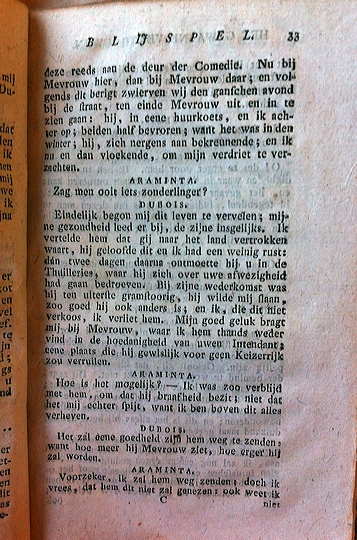 BLIJSPEL. 33
deze reeds aan de deur der Comedie. Nu bij
Mevrouw hier, dan bij Mevrouw daar; en vol-
gends dit berigt zwierven wij den ganschen avond
bij de straat, ten einde Mevrouw uit en in te
zien gaan: hij, in eene huurkoets, en ik ach-
ter op; beiden half bevroren; want het was in den
winter; hij, zich nergens aan bekreunende; en ik
nu en dan vloekende, om mijn verdriet te ver-
zachten.
ARAMINTA.
Zag men ooit iets zonderlinger?
DUBOIS.
Eindelijk begon mij dit leven te vervelen; mij-
ne gezondheid leed er bij, de zijne insgelijks. Ik
vertelde hem dat gij naar het land vertrokken
waart, hij geloofde dit en ik had een weinig rust:
dan twee dagen daarna ontmoette hij u in de
Thuilleries, waar hij zich over uwe afwezigheid
had gaan bedroeven. Bij zijne wederkomst was
hij ten uiterste gramstoorig, hij wilde mij slaan,
zoo goed hij ook anders is; en ik, die dit niet
verkoos, ik verliet hem. Mijn goed geluk bragt
mij bij Mevrouw, waar ik hem thands weder
vind in de hoedanigheid van uwen Intendant;
eene plaats die hij gewislijk voor geen Keizerrijk
zou verruilen.
ARAMINTA.
Hoe is het mogelijk? — Ik was zoo verblijd
met hem, om dat hij braafheid bezit; niet dat
het mij echter spijt, want ik ben boven dit alles
verheven.
DUBOIS.
Het zal eene goedheid zijn hem weg te zenden:
want hoe meer hij Mevrouw ziet, hoe erger hij
zal worden.
ARAMINTA.
Voorzeker, ik zal hem weg zenden; doch ik
vrees, dat hem dit niet zal genezen: ook weet ik
C niet